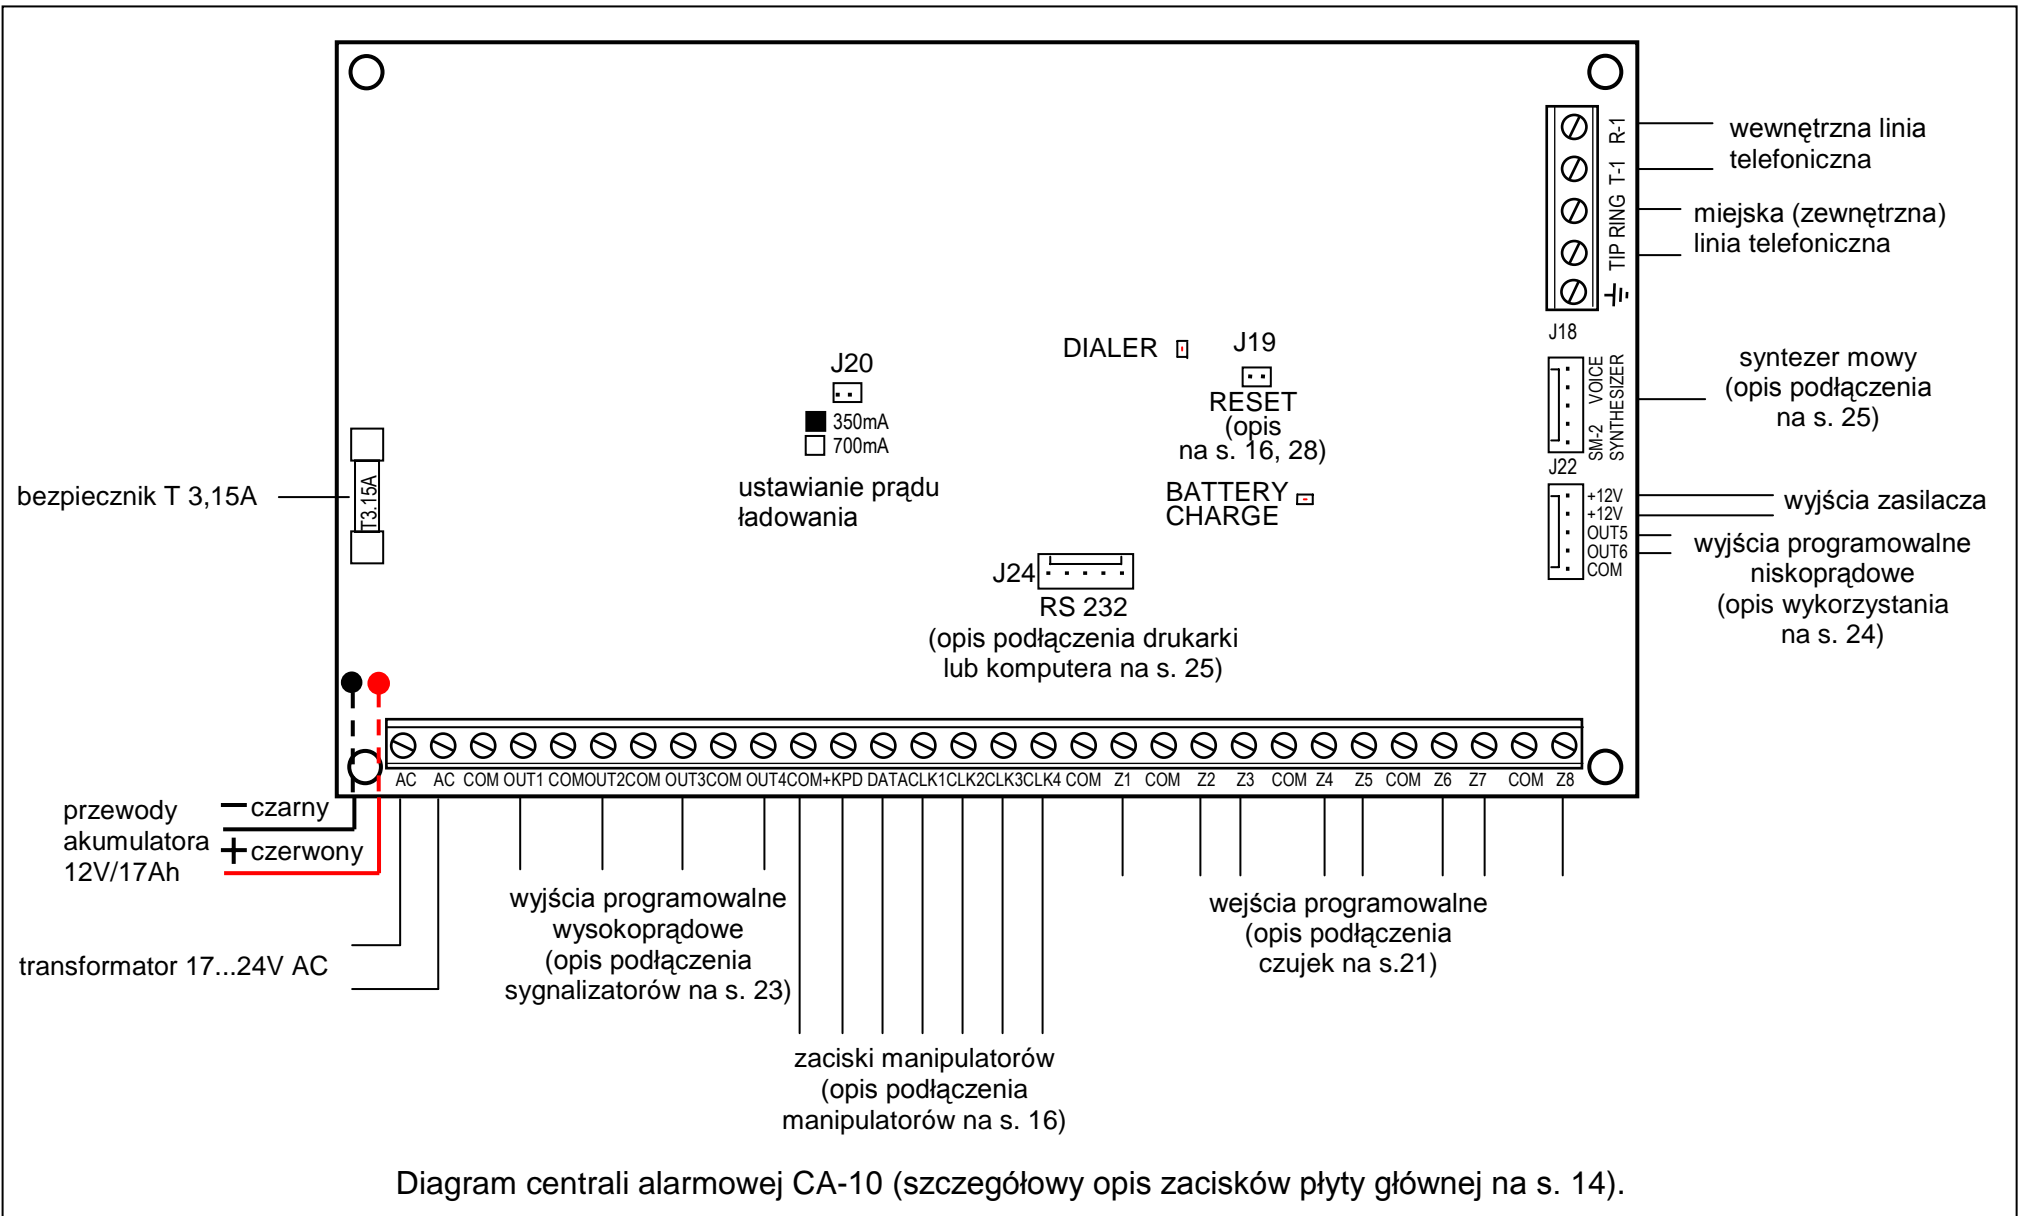 R-1
T-1
RING
TIP
wewnętrzna linia
telefoniczna
miejska (zewnętrzna)
linia telefoniczna
J18
DIALER
J19
RESET
(opis
na s. 16, 28)
J20
350mA
700mA
ustawianie prądu
ładowania
SM-2 VOICE
SYNTHESIZER
syntezer mowy
(opis podłączenia
na s. 25)
bezpiecznik T 3,15A
T3.15A
BATTERY
CHARGE
J22
+12V
+12V
OUT5
OUT6
COM
wyjścia zasilacza
wyjścia programowalne
niskoprądowe
(opis wykorzystania
na s. 24)
J24
RS 232
(opis podłączenia drukarki
lub komputera na s. 25)
AC AC COM OUT1 COM OUT2 COM OUT3 COM OUT4 COM +KPD DATA CLK1 CLK2 CLK3 CLK4 COM Z1 COM Z2 Z3 COM Z4 Z5 COM Z6 Z7 COM Z8
przewody
akumulatora
12V/17Ah
− czarny
+ czerwony
transformator 17...24V AC
wyjścia programowalne
wysokoprądowe
(opis podłączenia
sygnalizatorów na s. 23)
zaciski manipulatorów
(opis podłączenia
manipulatorów na s. 16)
wejścia programowalne
(opis podłączenia
czujek na s.21)
Diagram centrali alarmowej CA-10 (szczegółowy opis zacisków płyty głównej na s. 14).